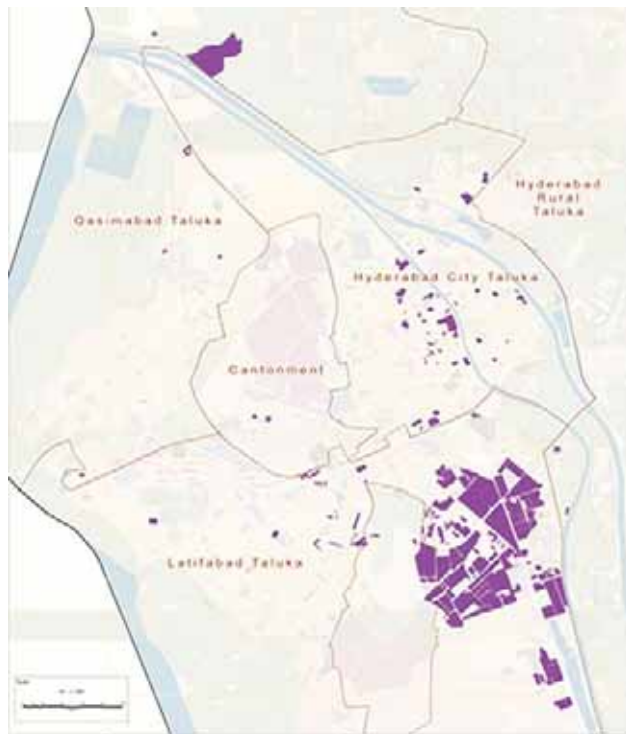 Hyderabad
Rural
Taluka
Qasimabad Taluka
Hyderabad City Taluka
Cantonment
Latifabad Taluka